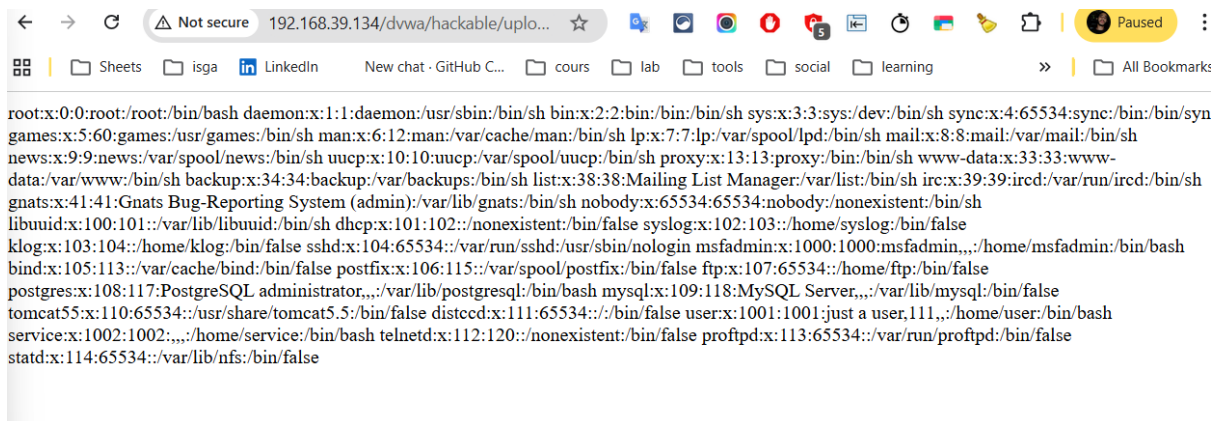 Not secure 192.168.39.134/dvwa/hackable/uplo... 5 Paused
Sheets isga in LinkedIn New chat · GitHub C... cours lab tools social learning » All Bookmarks
root:x:0:0:root:/root:/bin/bash daemon:x:1:1:daemon:/usr/sbin:/bin/sh bin:x:2:2:bin:/bin:/bin/sh sys:x:3:3:sys:/dev:/bin/sh sync:x:4:65534:sync:/bin:/bin/syn
games:x:5:60:games:/usr/games:/bin/sh man:x:6:12:man:/var/cache/man:/bin/sh lp:x:7:7:lp:/var/spool/lpd:/bin/sh mail:x:8:8:mail:/var/mail:/bin/sh
news:x:9:9:news:/var/spool/news:/bin/sh uucp:x:10:10:uucp:/var/spool/uucp:/bin/sh proxy:x:13:13:proxy:/bin:/bin/sh www-data:x:33:33:www-
data:/var/www:/bin/sh backup:x:34:34:backup:/var/backups:/bin/sh list:x:38:38:Mailing List Manager:/var/list:/bin/sh irc:x:39:39:ircd:/var/run/ircd:/bin/sh
gnats:x:41:41:Gnats Bug-Reporting System (admin):/var/lib/gnats:/bin/sh nobody:x:65534:65534:nobody:/nonexistent:/bin/sh
libuuid:x:100:101::/var/lib/libuuid:/bin/sh dhcp:x:101:102::/nonexistent:/bin/false syslog:x:102:103::/home/syslog:/bin/false
klog:x:103:104::/home/klog:/bin/false sshd:x:104:65534::/var/run/sshd:/usr/sbin/nologin msfadmin:x:1000:1000:msfadmin,,,:/home/msfadmin:/bin/bash
bind:x:105:113::/var/cache/bind:/bin/false postfix:x:106:115::/var/spool/postfix:/bin/false ftp:x:107:65534::/home/ftp:/bin/false
postgres:x:108:117:PostgreSQL administrator,,,:/var/lib/postgresql:/bin/bash mysql:x:109:118:MySQL Server,,,:/var/lib/mysql:/bin/false
tomcat55:x:110:65534::/usr/share/tomcat5.5:/bin/false distccd:x:111:65534::/:/bin/false user:x:1001:1001:just a user,111,,:/home/user:/bin/bash
service:x:1002:1002:,,,:/home/service:/bin/bash telnetd:x:112:120::/nonexistent:/bin/false proftpd:x:113:65534::/var/run/proftpd:/bin/false
statd:x:114:65534::/var/lib/nfs:/bin/false